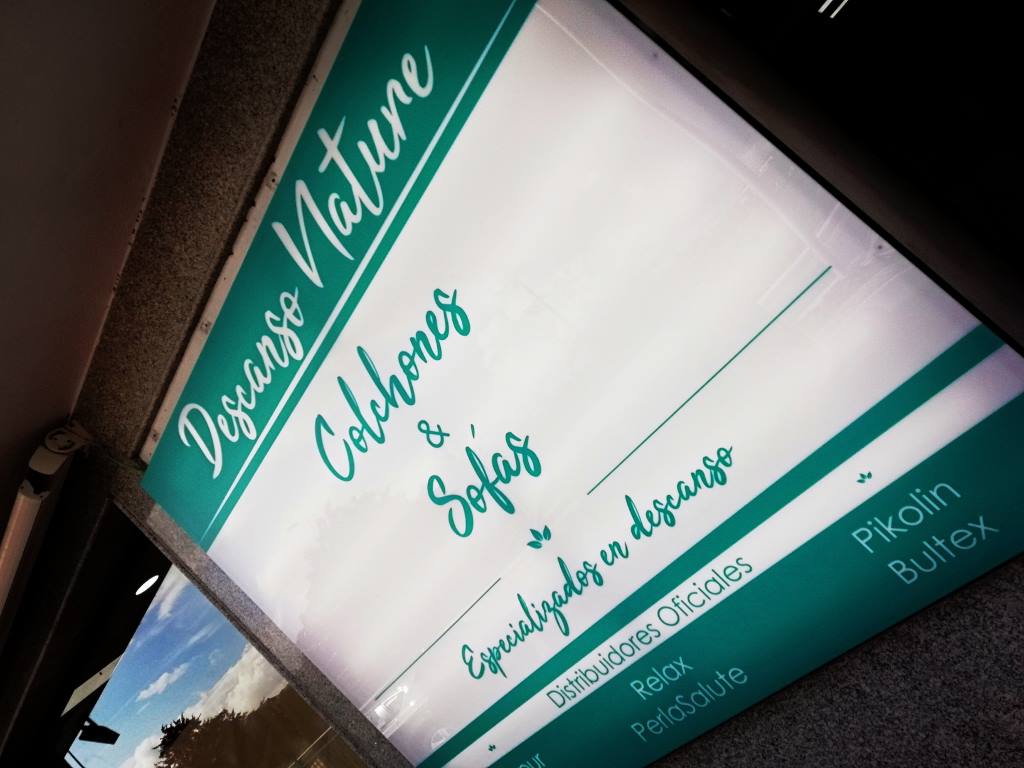 Descanso Nature
Colchones
&
Sofás
Especializados en descanso
Distribuidores Oficiales
Relax
PerlaSalute
Pikolin
Bultex